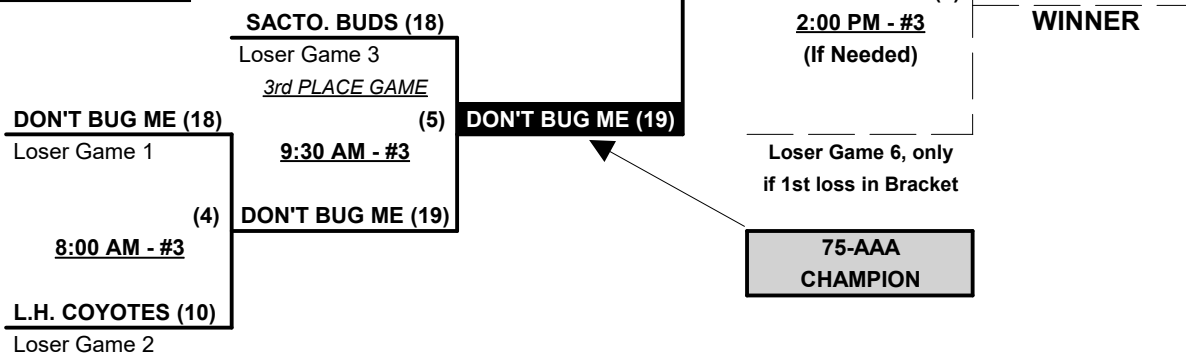 SACTO. BUDS (18)
Loser Game 3
3rd PLACE GAME
DON'T BUG ME (18)
Loser Game 1
(5)
9:30 AM - #3
DON'T BUG ME (19)
(4)
8:00 AM - #3
DON'T BUG ME (19)
L.H. COYOTES (10)
Loser Game 2
2:00 PM - #3
(If Needed)
WINNER
Loser Game 6, only
if 1st loss in Bracket
75-AAA
CHAMPION